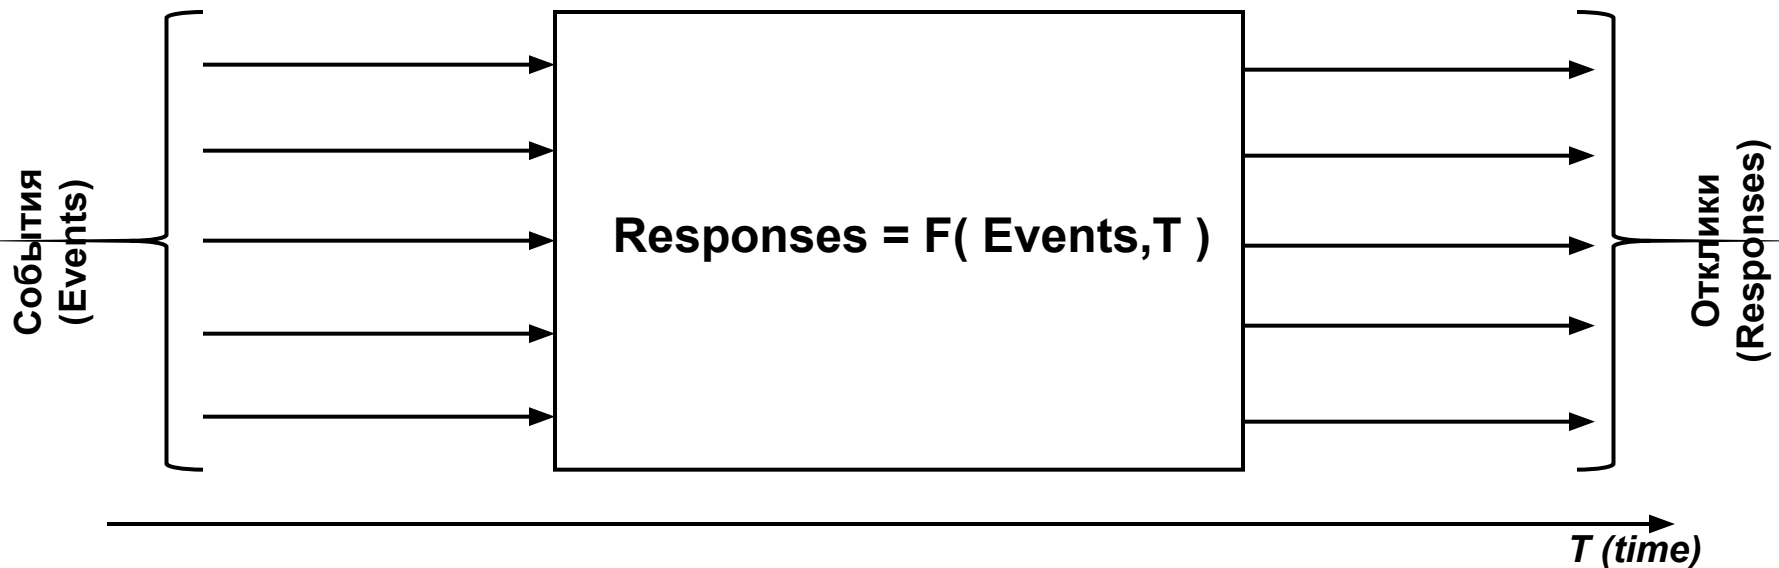 События
(Events)
Responses = F( Events,T )
Отклики
(Responses)
T (time)